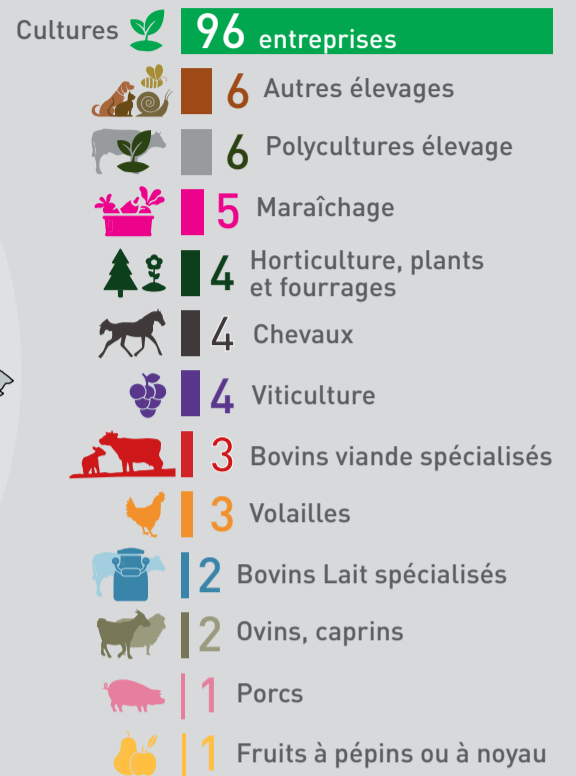 Cultures 96 entreprises
6 Autres élevages
6 Polycultures élevage
5 Maraîchage
4 Horticulture, plants
et fourrages
4 Chevaux
4 Viticulture
3 Bovins viande spécialisés
3 Volailles
2 Bovins Lait spécialisés
2 Ovins, caprins
1 Porcs
1 Fruits à pépins ou à noyau